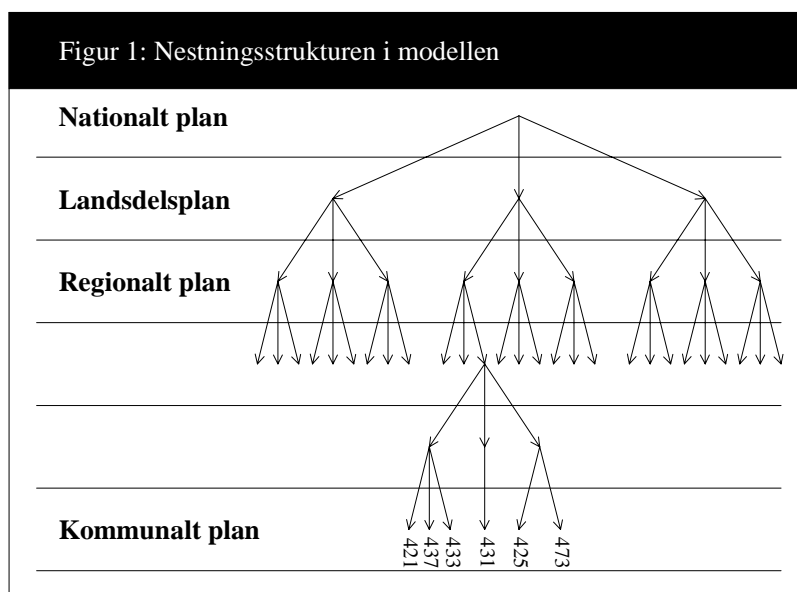 Figur 1: Nestningsstrukturen i modellen
Nationalt plan
Landsdelsplan
Regionalt plan
Kommunalt plan
421
437
433
431
425
473